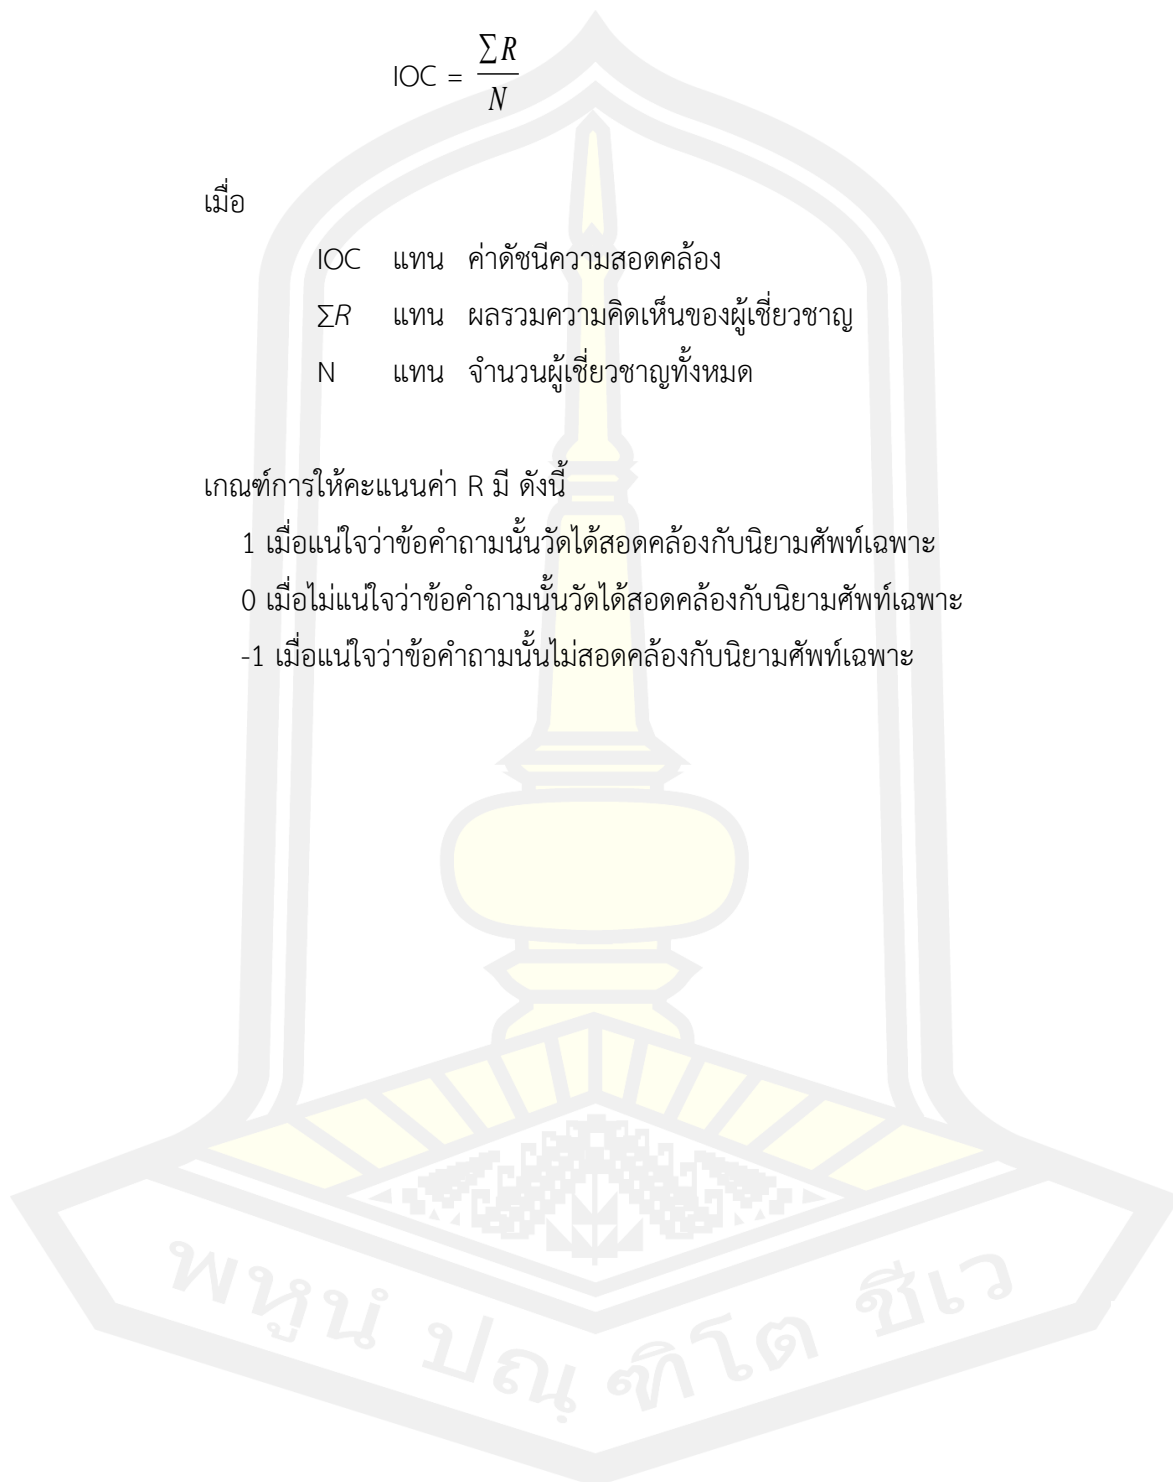 IOC = ∑R / N
เมื่อ
IOC แทน ค่าดัชนีความสอดคล้อง
∑R แทน ผลรวมความคิดเห็นของผู้เชี่ยวชาญ
N แทน จำนวนผู้เชี่ยวชาญทั้งหมด
เกณฑ์การให้คะแนนค่า R มี ดังนี้
1 เมื่อแน่ใจว่าข้อคำถามนั้นวัดได้สอดคล้องกับนิยามศัพท์เฉพาะ
0 เมื่อไม่แน่ใจว่าข้อคำถามนั้นวัดได้สอดคล้องกับนิยามศัพท์เฉพาะ
-1 เมื่อแน่ใจว่าข้อคำถามนั้นไม่สอดคล้องกับนิยามศัพท์เฉพาะ
พหูนํ ปณฺฑิโต ชีเว